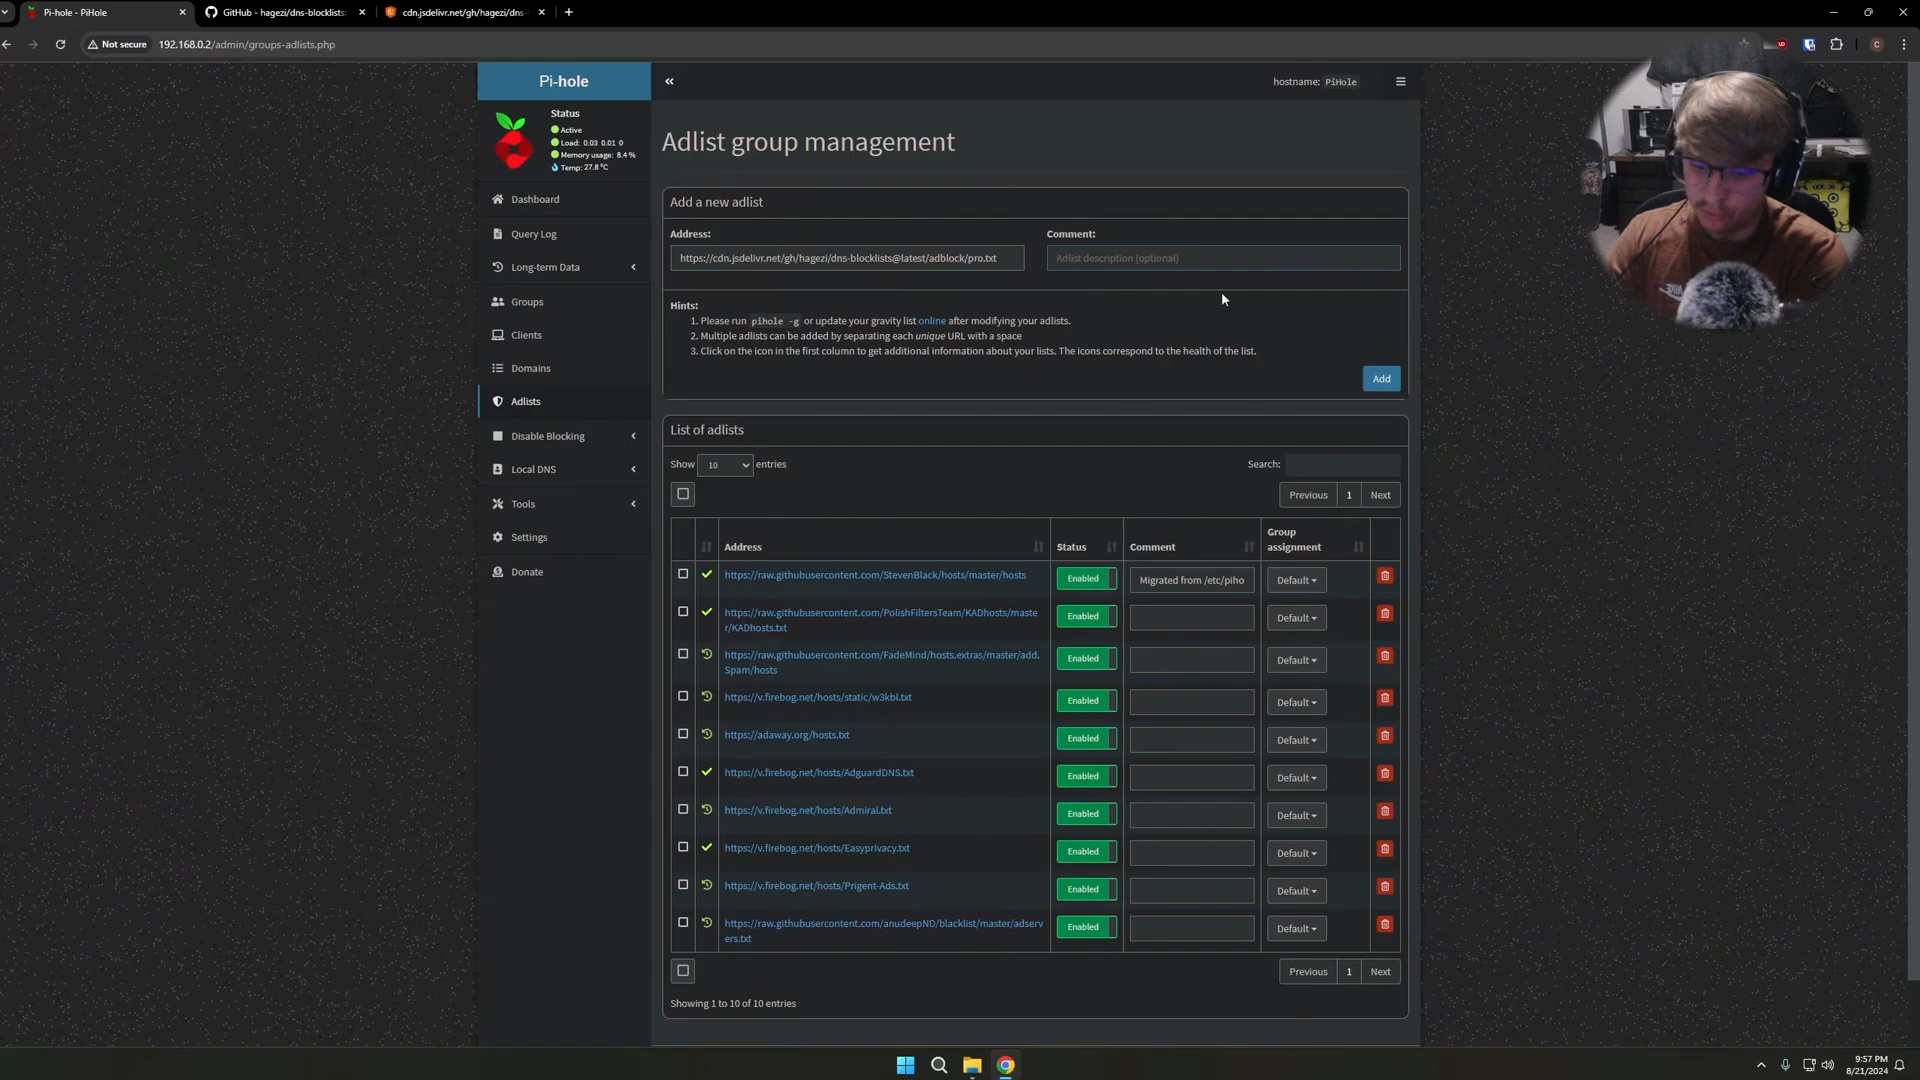 Pi-hole - PiHole
GitHub - hagezi/dns-blocklists:
cdn.jsdelivr.net/gh/hagezi/dns-
Not secure
192.168.0.2/admin/groups-adlists.php
C
Pi-hole
hostname: PiHole
Status
Active
Load: 0.03 0.01 0
Memory usage: 8.4 %
Temp: 27.8 °C
Dashboard
Query Log
Long-term Data
Groups
Clients
Domains
Adlists
Disable Blocking
Local DNS
Tools
Settings
Donate
Adlist group management
Add a new adlist
Address:
Comment:
https://cdn.jsdelivr.net/gh/hagezi/dns-blocklists@latest/adblock/pro.txt
Adlist description (optional)
Hints:
1. Please run pihole -g or update your gravity list online after modifying your adlists.
2. Multiple adlists can be added by separating each unique URL with a space
3. Click on the icon in the first column to get additional information about your lists. The icons correspond to the health of the list.
Add
List of adlists
Show 10 entries
Search:
Previous 1 Next
Address
Status
Comment
Group
assignment
https://raw.githubusercontent.com/StevenBlack/hosts/master/hosts
Enabled
Migrated from /etc/piho
Default
https://raw.githubusercontent.com/PolishFiltersTeam/KADhosts/maste
r/KADhosts.txt
Enabled
Default
https://raw.githubusercontent.com/FadeMind/hosts.extras/master/add.
Spam/hosts
Enabled
Default
https://v.firebog.net/hosts/static/w3kbl.txt
Enabled
Default
https://adaway.org/hosts.txt
Enabled
Default
https://v.firebog.net/hosts/AdguardDNS.txt
Enabled
Default
https://v.firebog.net/hosts/Admiral.txt
Enabled
Default
https://v.firebog.net/hosts/Easyprivacy.txt
Enabled
Default
https://v.firebog.net/hosts/Prigent-Ads.txt
Enabled
Default
https://raw.githubusercontent.com/anudeepND/blacklist/master/adserv
ers.txt
Enabled
Default
Previous 1 Next
Showing 1 to 10 of 10 entries
9:57 PM
8/21/2024